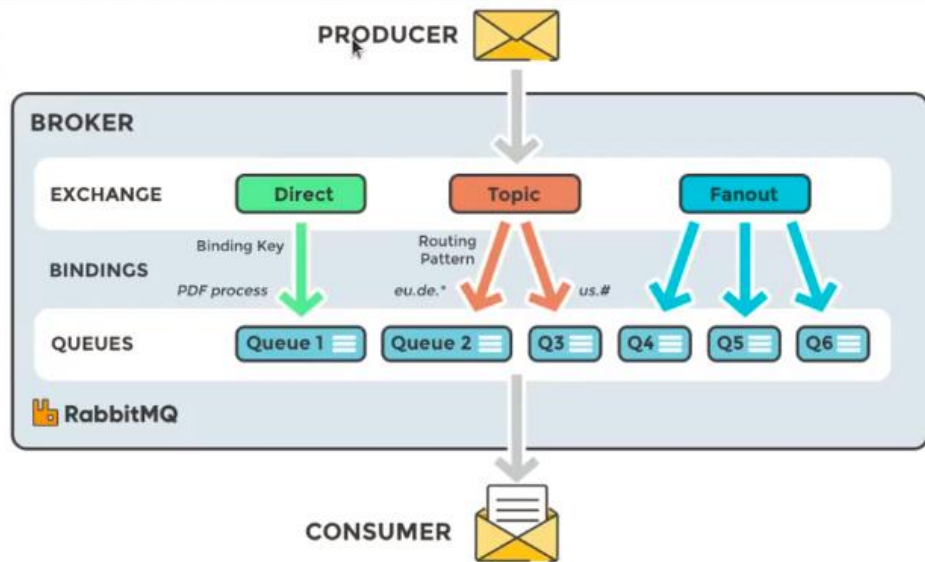 PRODUCER
BROKER
EXCHANGE
Direct
Topic
Fanout
Binding Key
Routing
Pattern
BINDINGS
PDF process
eu.de.*
us.#
QUEUES
Queue 1
Queue 2
Q3
Q4
Q5
Q6
RabbitMQ
CONSUMER